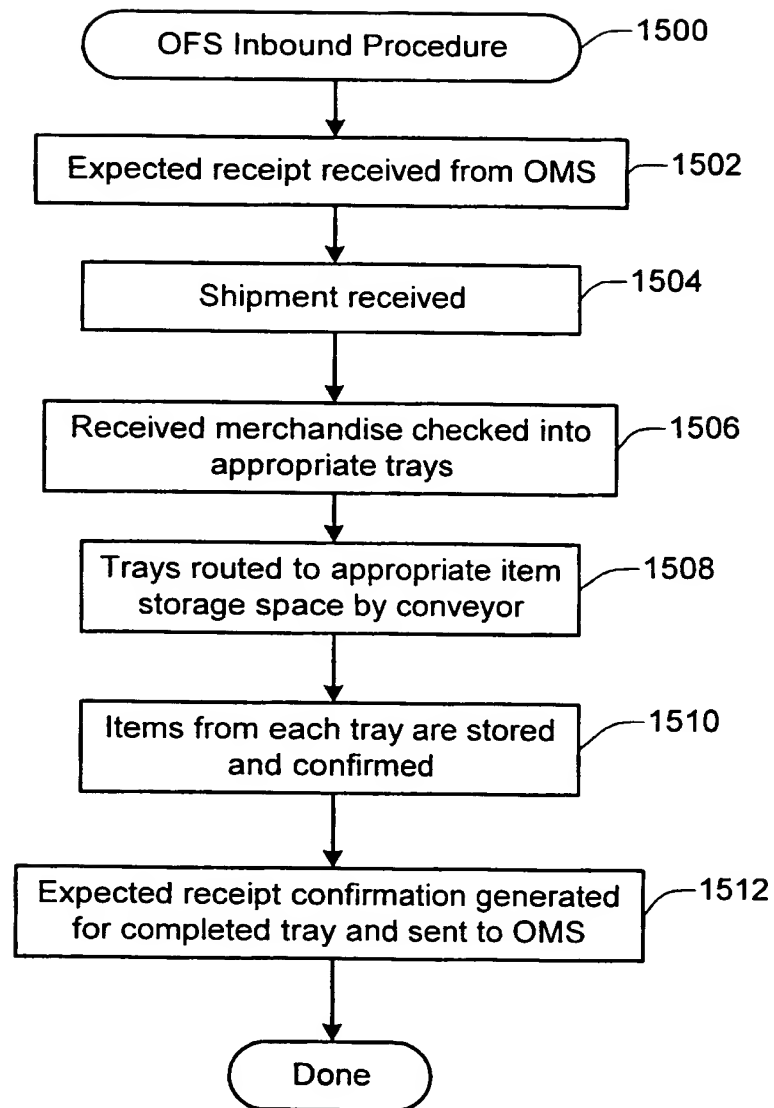 OFS Inbound Procedure
1500
Expected receipt received from OMS
1502
Shipment received
1504
Received merchandise checked into
appropriate trays
1506
Trays routed to appropriate item
storage space by conveyor
1508
Items from each tray are stored
and confirmed
1510
Expected receipt confirmation generated
for completed tray and sent to OMS
1512
Done